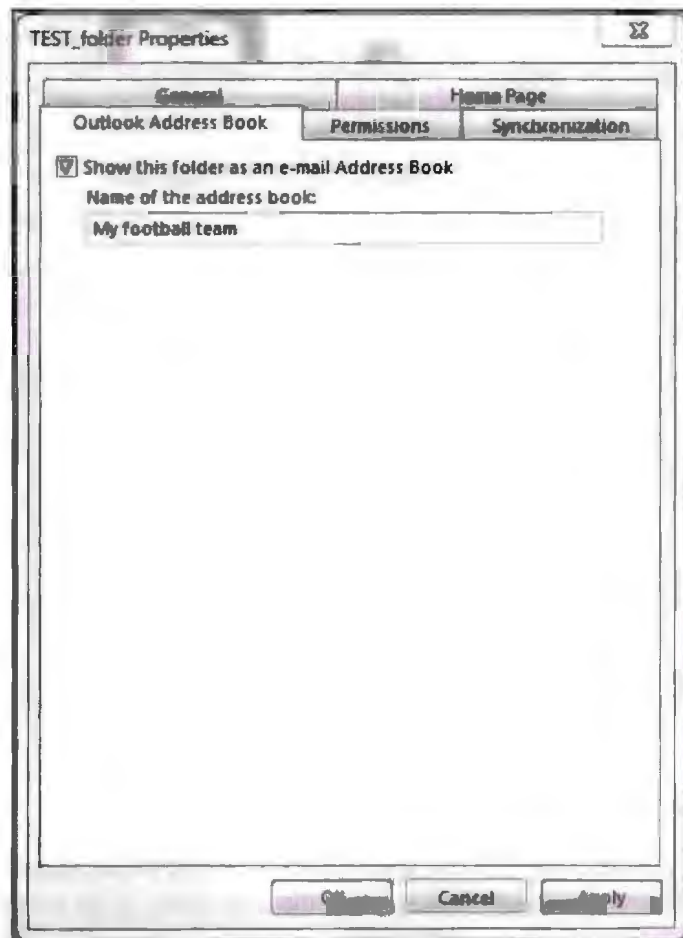 TEST_folder Properties
General
Home Page
Outlook Address Book
Permissions
Synchronization
Show this folder as an e-mail Address Book
Name of the address book:
My football team
Cancel
Apply